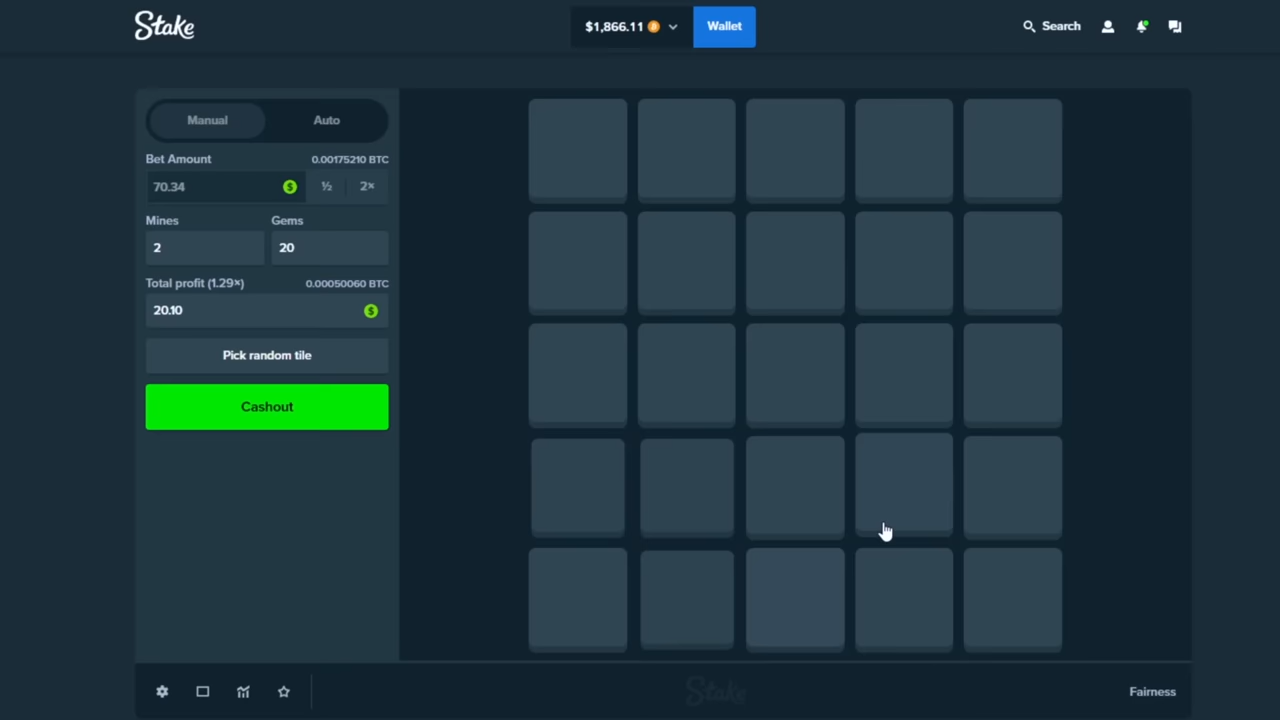 Stake
$1,866.11
Wallet
Search
Manual
Auto
Bet Amount
0.00175210 BTC
70.34
$
½
2×
Mines
Gems
2
20
Total profit (1.29×)
0.00050060 BTC
20.10
$
Pick random tile
Cashout
Stake
Fairness